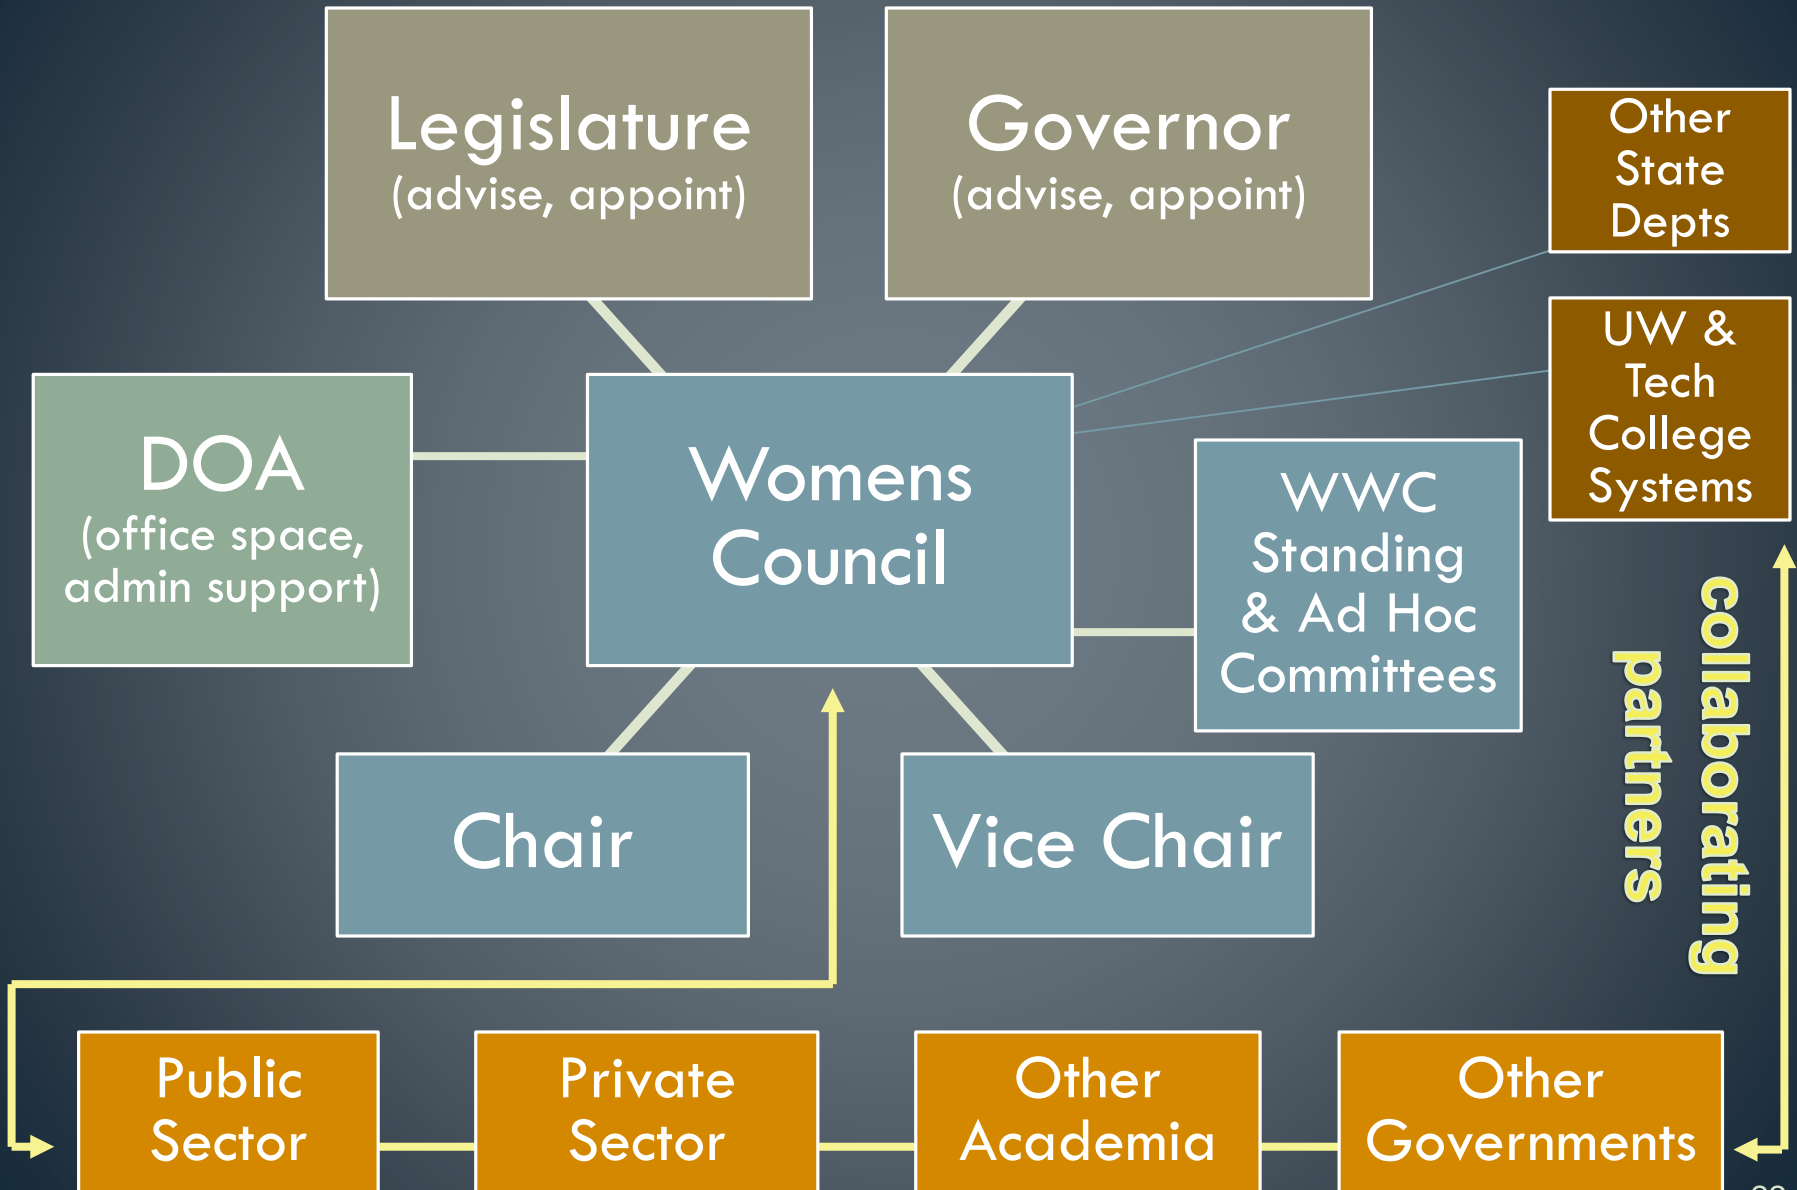 Legislature
(advise, appoint)
Governor
(advise, appoint)
Other
State
Depts
UW &
Tech
College
Systems
DOA
(office space,
admin support)
Womens
Council
WWC
Standing
& Ad Hoc
Committees
collaborating
partners
Chair
Vice Chair
Public
Sector
Private
Sector
Other
Academia
Other
Governments